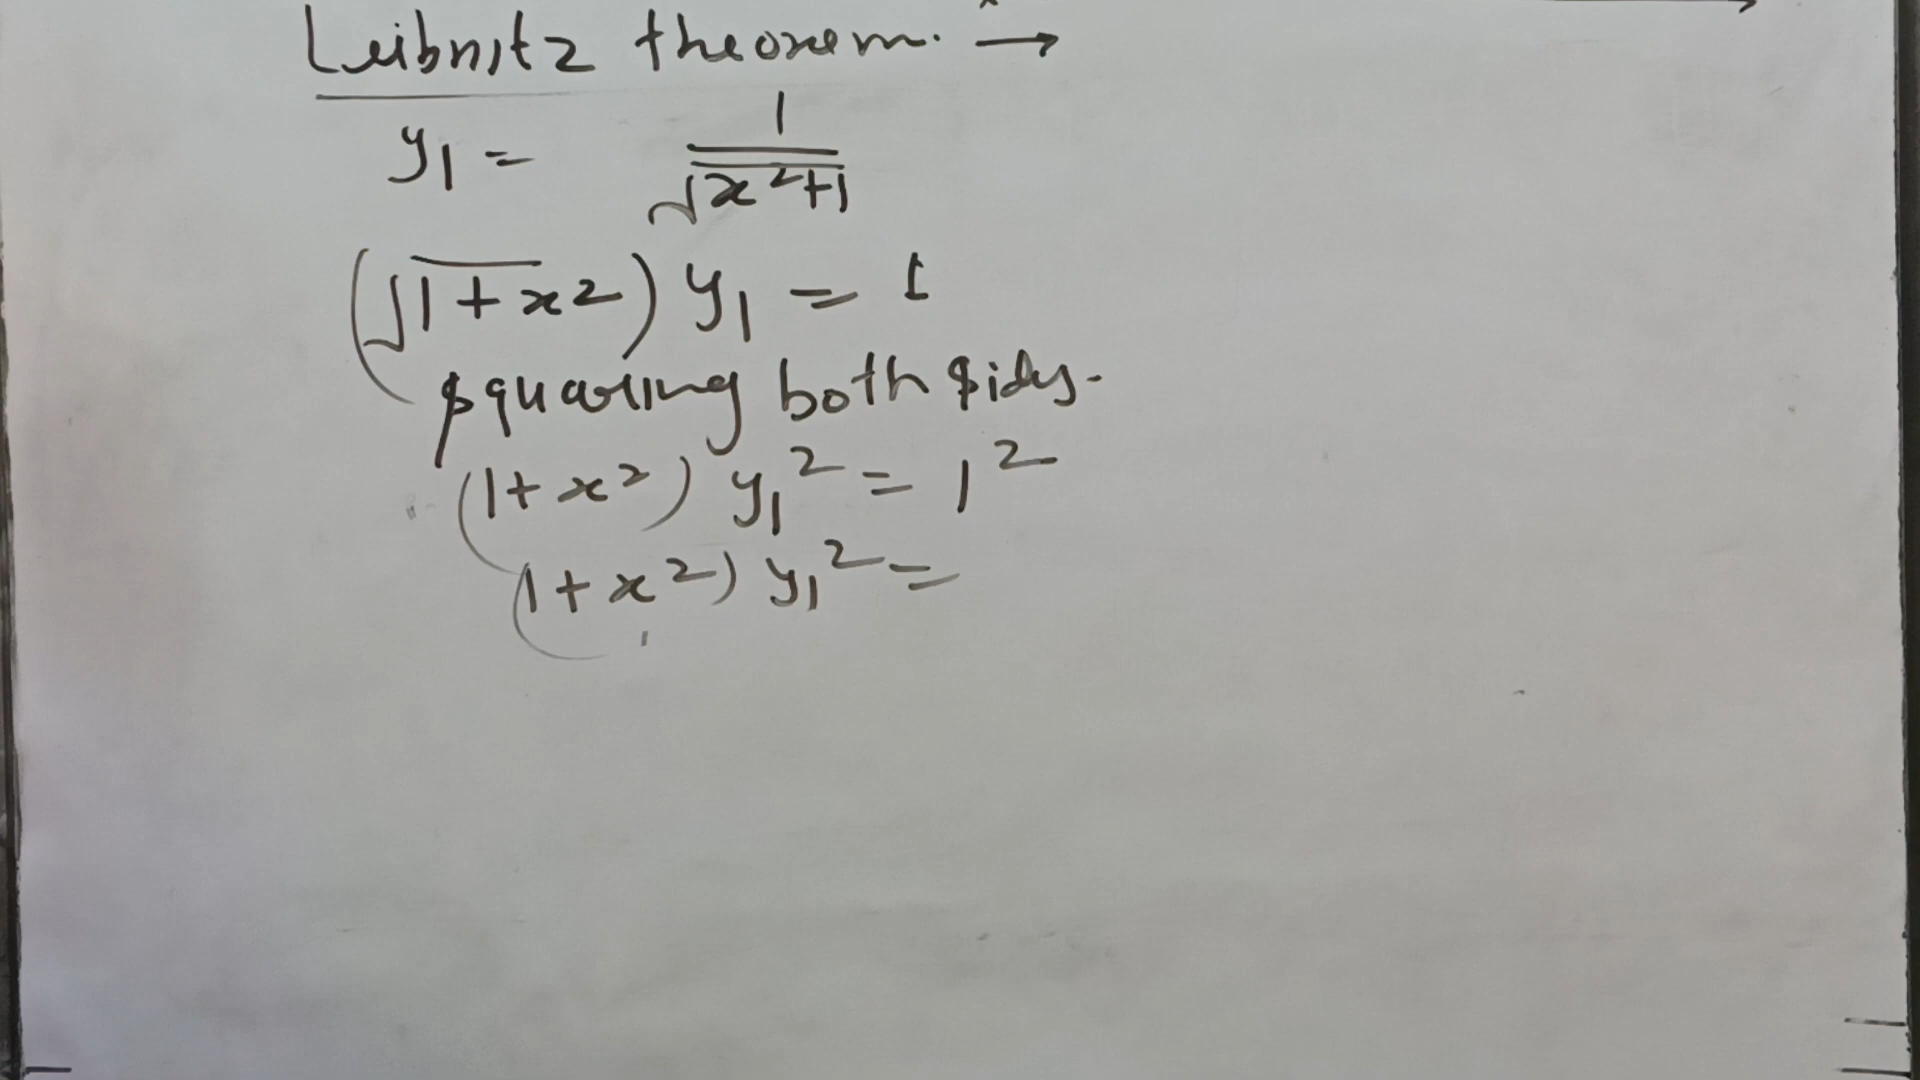 Leibnitz theorem. →
y₁ = 1/√(x²+1)
(√1+x²) y₁ = 1
squaring both sides.
(1+x²) y₁² = 1²
(1+x²) y₁² =